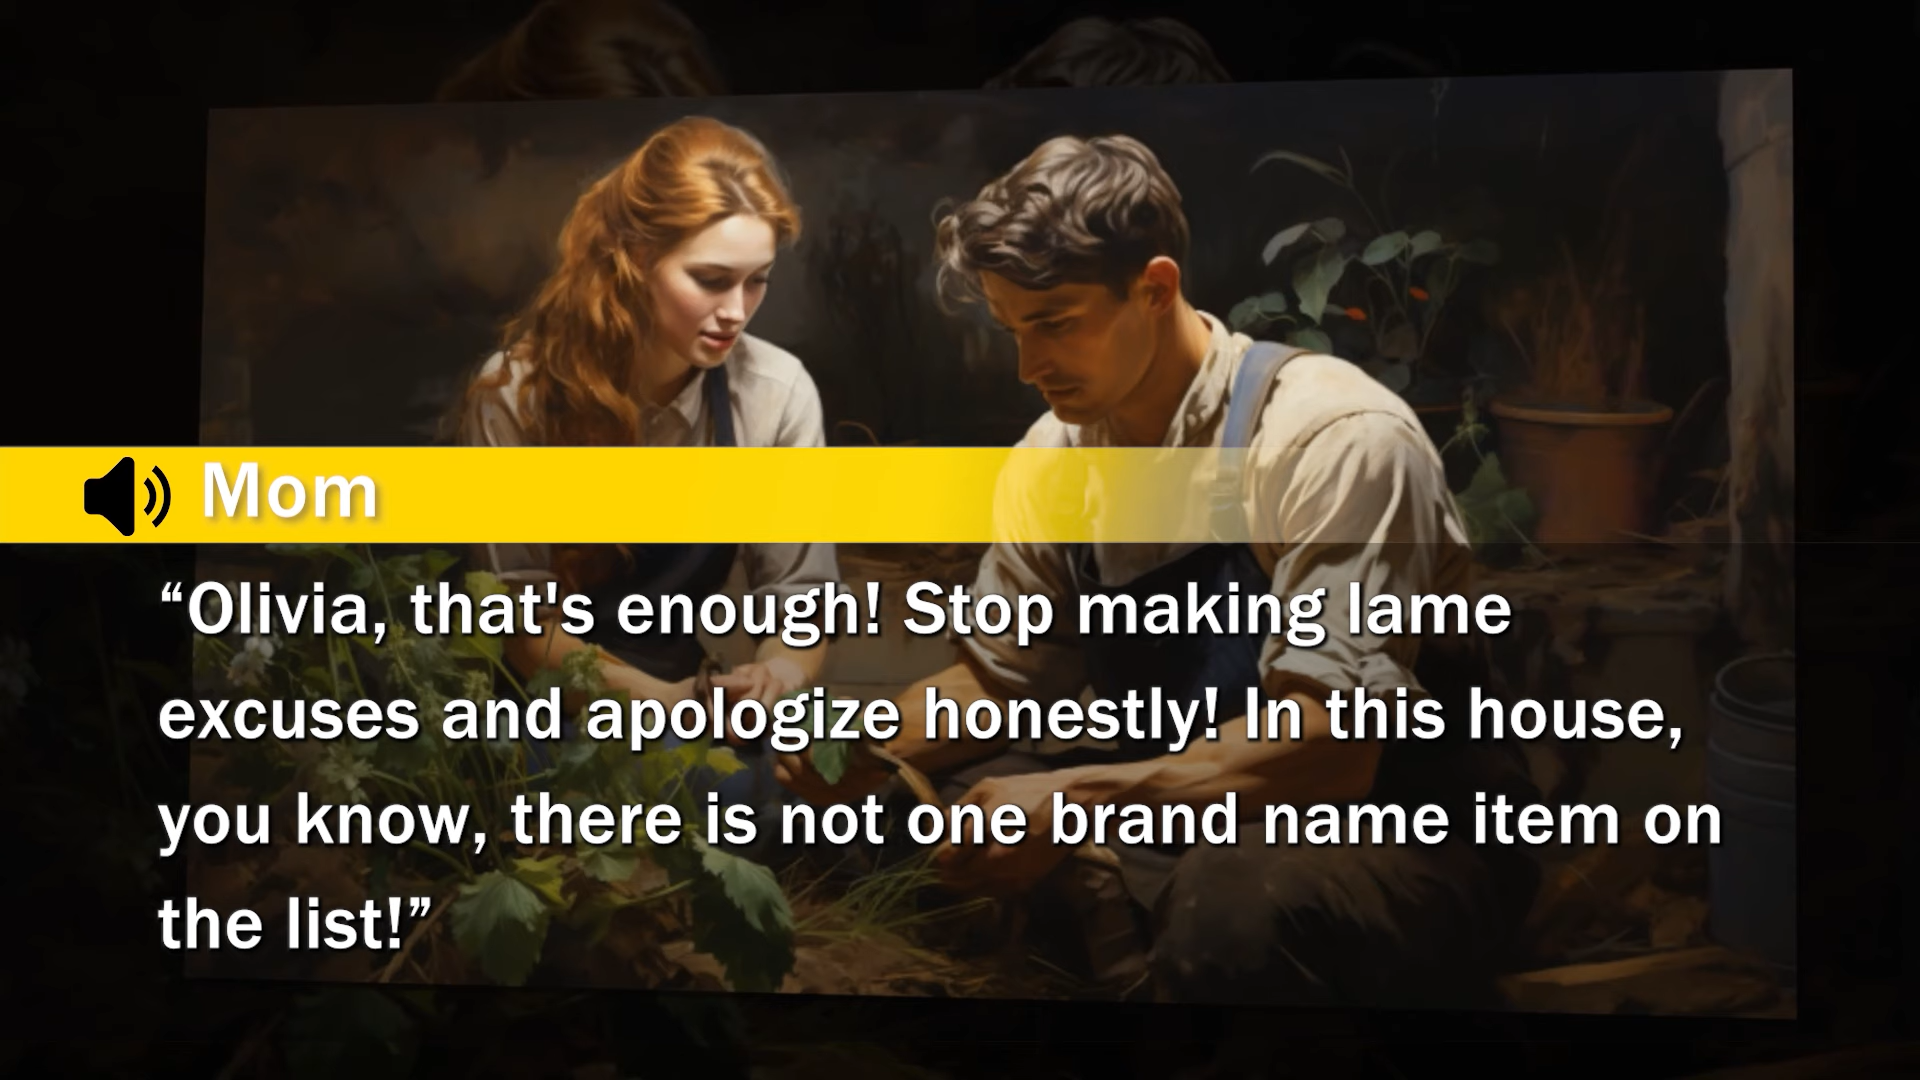 Mom
“Olivia, that's enough! Stop making lame
excuses and apologize honestly! In this house,
you know, there is not one brand name item on
the list!”